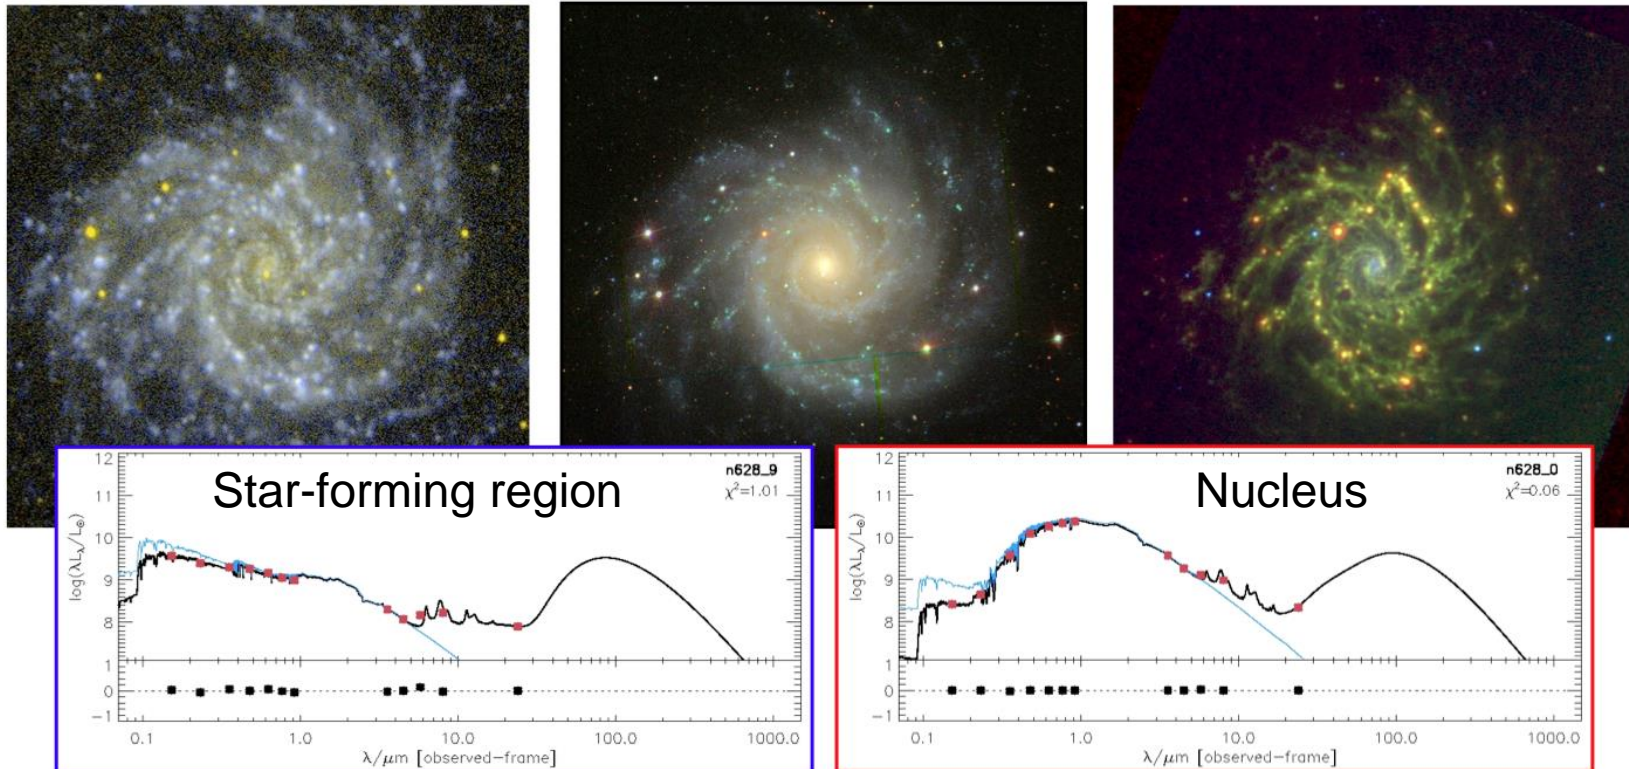 Star-forming region
n628_9
χ²=1.01
12
11
10
9
8
log(λL_λ/L_⊙)
1
0
−1
0.1 1.0 10.0 100.0 1000.0
λ/μm [observed−frame]
Nucleus
n628_0
χ²=0.06
12
11
10
9
8
log(λL_λ/L_⊙)
1
0
−1
0.1 1.0 10.0 100.0 1000.0
λ/μm [observed−frame]